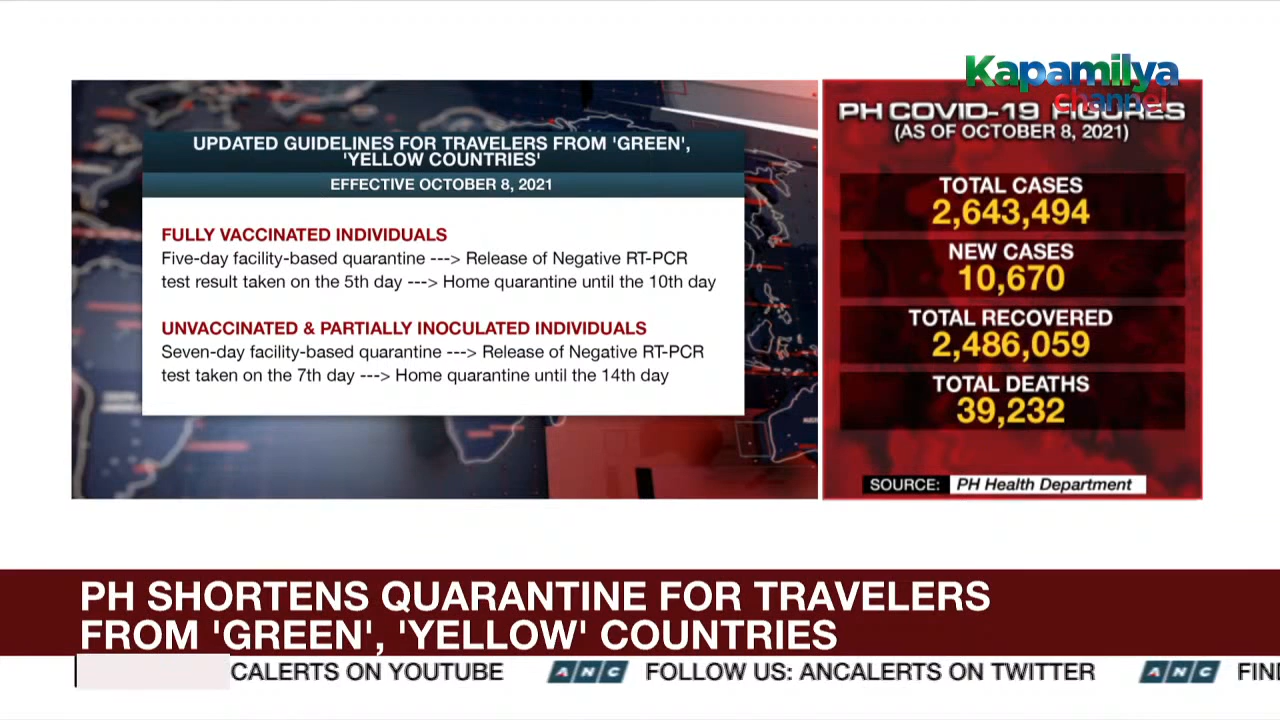 Kapamilya
channel
UPDATED GUIDELINES FOR TRAVELERS FROM 'GREEN',
'YELLOW COUNTRIES'
EFFECTIVE OCTOBER 8, 2021
FULLY VACCINATED INDIVIDUALS
Five-day facility-based quarantine ---> Release of Negative RT-PCR
test result taken on the 5th day ---> Home quarantine until the 10th day
UNVACCINATED & PARTIALLY INOCULATED INDIVIDUALS
Seven-day facility-based quarantine ---> Release of Negative RT-PCR
test taken on the 7th day ---> Home quarantine until the 14th day
PH COVID-19 FIGURES
(AS OF OCTOBER 8, 2021)
TOTAL CASES
2,643,494
NEW CASES
10,670
TOTAL RECOVERED
2,486,059
TOTAL DEATHS
39,232
SOURCE: PH Health Department
PH SHORTENS QUARANTINE FOR TRAVELERS
FROM 'GREEN', 'YELLOW' COUNTRIES
CALERTS ON YOUTUBE ANC FOLLOW US: ANCALERTS ON TWITTER ANC FIN